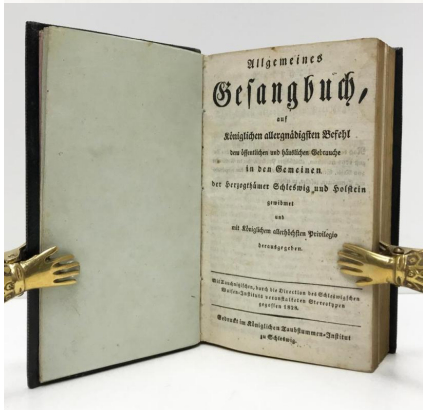 Allgemeines
Gesangbuch,
auf
Königlichen allergnädigsten Befehl
dem öffentlichen und häuslichen Gebrauche
in den Gemeinen
der Herzogthümer Schleswig und Holstein
gewidmet
und
mit Königlichem allerhöchsten Privilegio
herausgegeben.
Mit Tauchnitzischen, durch die Direction des Schleswigschen
Waisen-Instituts veranstalteten Stereotypen
gegossen 1828.
Gedruckt im Königlichen Taubstummen-Institut
zu Schleswig.